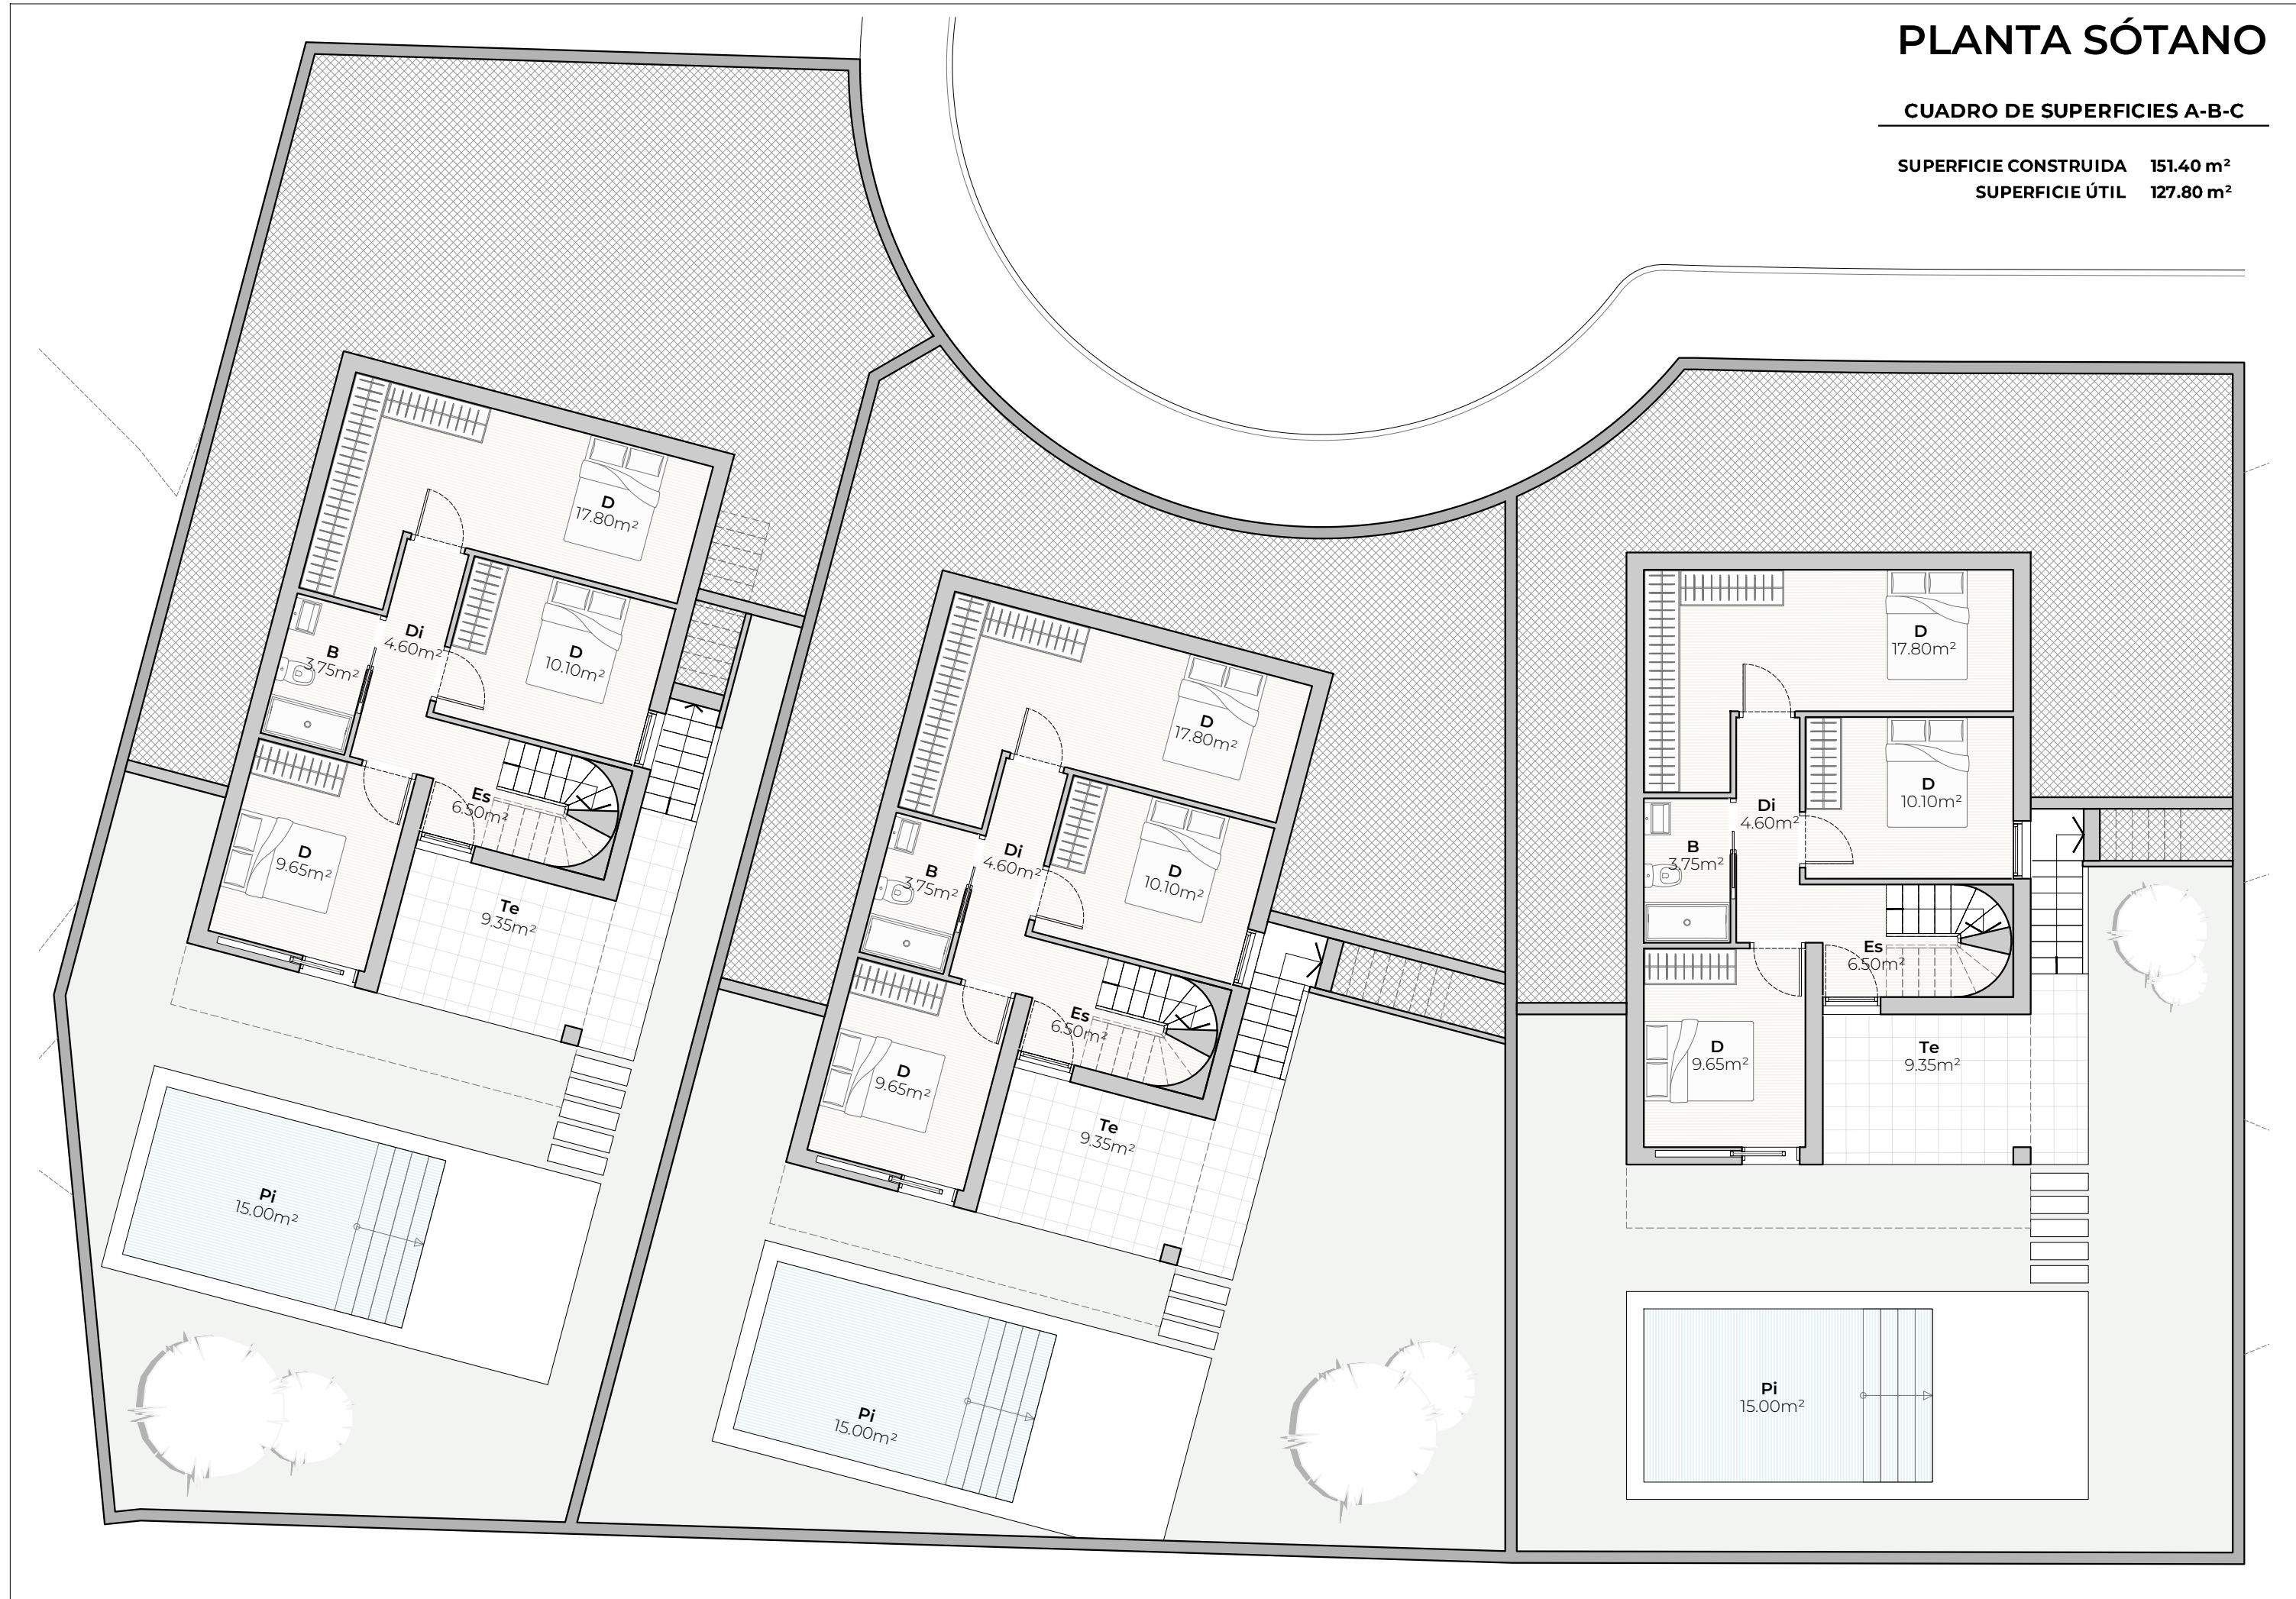 PLANTA SÓTANO
CUADRO DE SUPERFICIES A-B-C
SUPERFICIE CONSTRUIDA 151.40 m²
SUPERFICIE ÚTIL 127.80 m²
D
17.80m²
Di
4.60m²
B
3.75m²
D
10.10m²
Es
6.50m²
D
9.65m²
Te
9.35m²
Pi
15.00m²
D
17.80m²
Di
4.60m²
B
3.75m²
D
10.10m²
Es
6.50m²
D
9.65m²
Te
9.35m²
Pi
15.00m²
D
17.80m²
D
10.10m²
Di
4.60m²
B
3.75m²
Es
6.50m²
D
9.65m²
Te
9.35m²
Pi
15.00m²